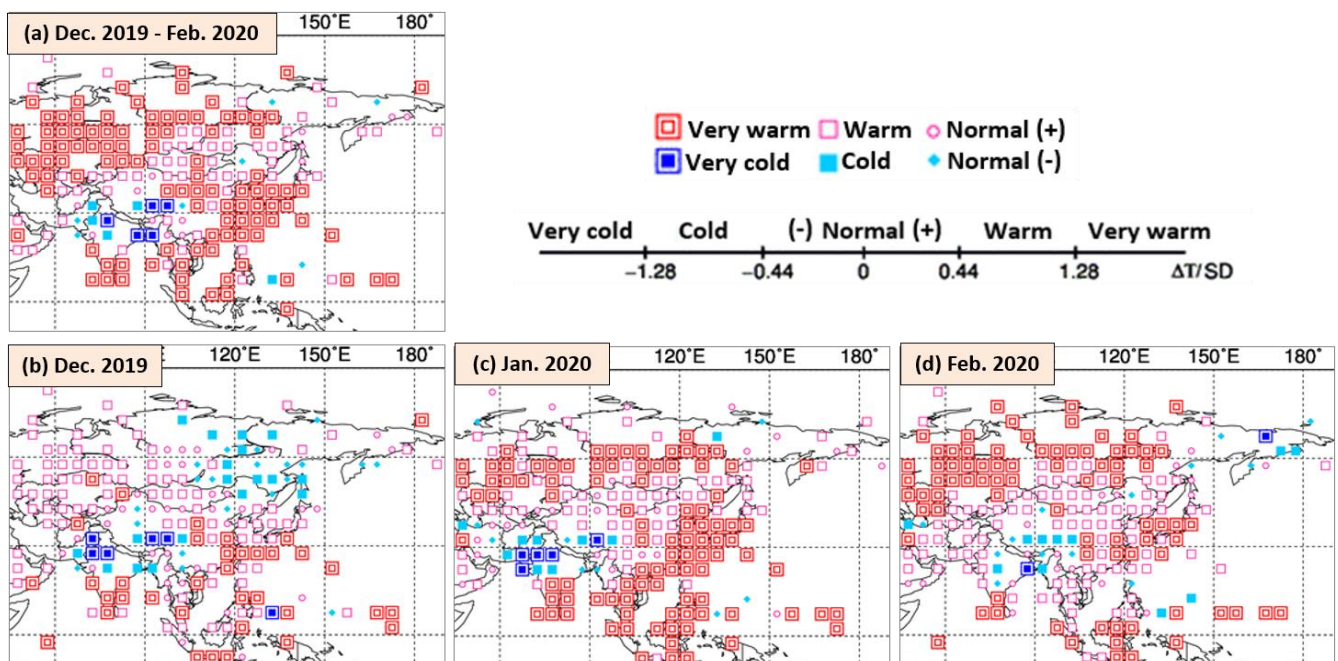 (a) Dec. 2019 - Feb. 2020
150°E 180°
Very warm Warm Normal (+)
Very cold Cold Normal (-)
Very cold Cold (-) Normal (+) Warm Very warm
−1.28 −0.44 0 0.44 1.28 ΔT/SD
(b) Dec. 2019
120°E 150°E 180°
(c) Jan. 2020
120°E 150°E 180°
(d) Feb. 2020
120°E 150°E 180°